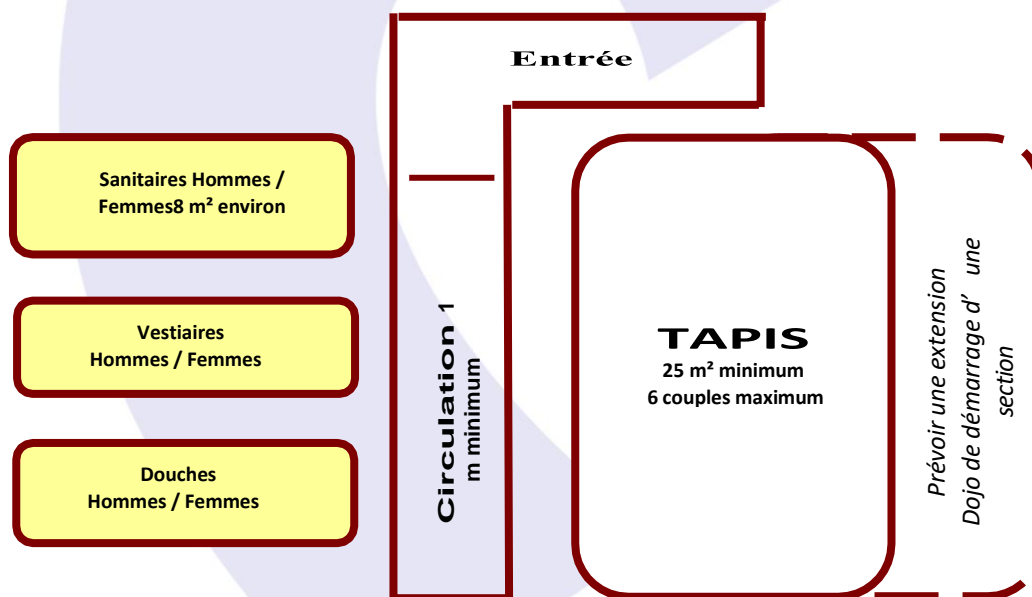 Entrée
Sanitaires Hommes /
Femmes8 m² environ
Vestiaires
Hommes / Femmes
Douches
Hommes / Femmes
Circulation 1
m minimum
TAPIS
25 m² minimum
6 couples maximum
Prévoir une extension
Dojo de démarrage d’ une
section